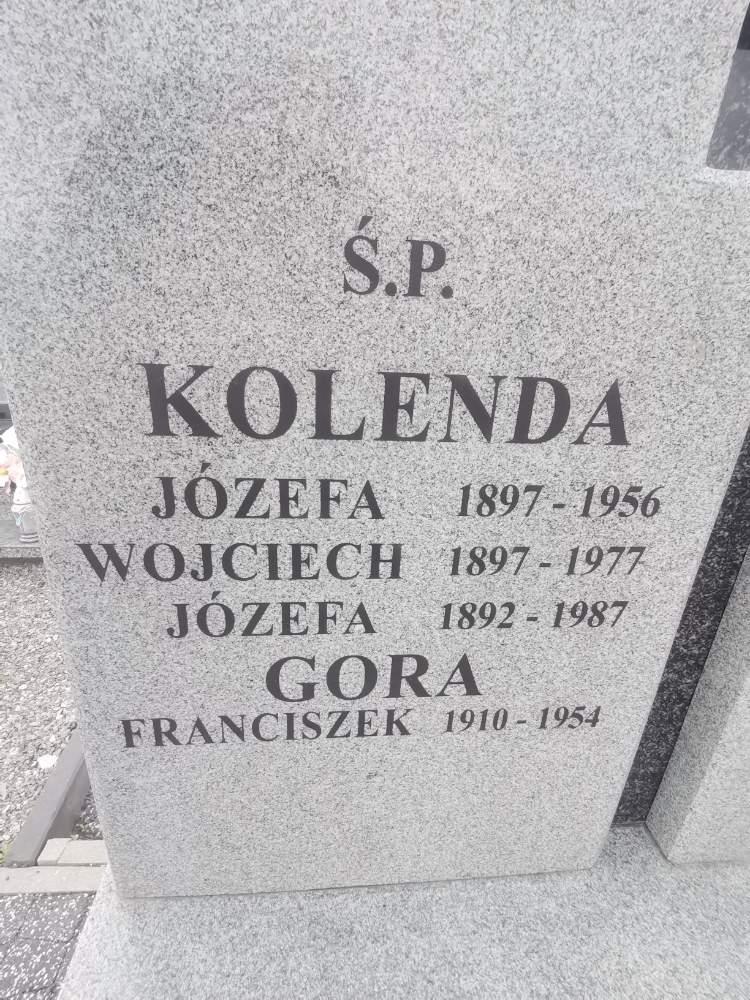 Ś.P.
KOLENDA
JÓZEFA 1897 - 1956
WOJCIECH 1897 - 1977
JÓZEFA 1892 - 1987
GORA
FRANCISZEK 1910 - 1954